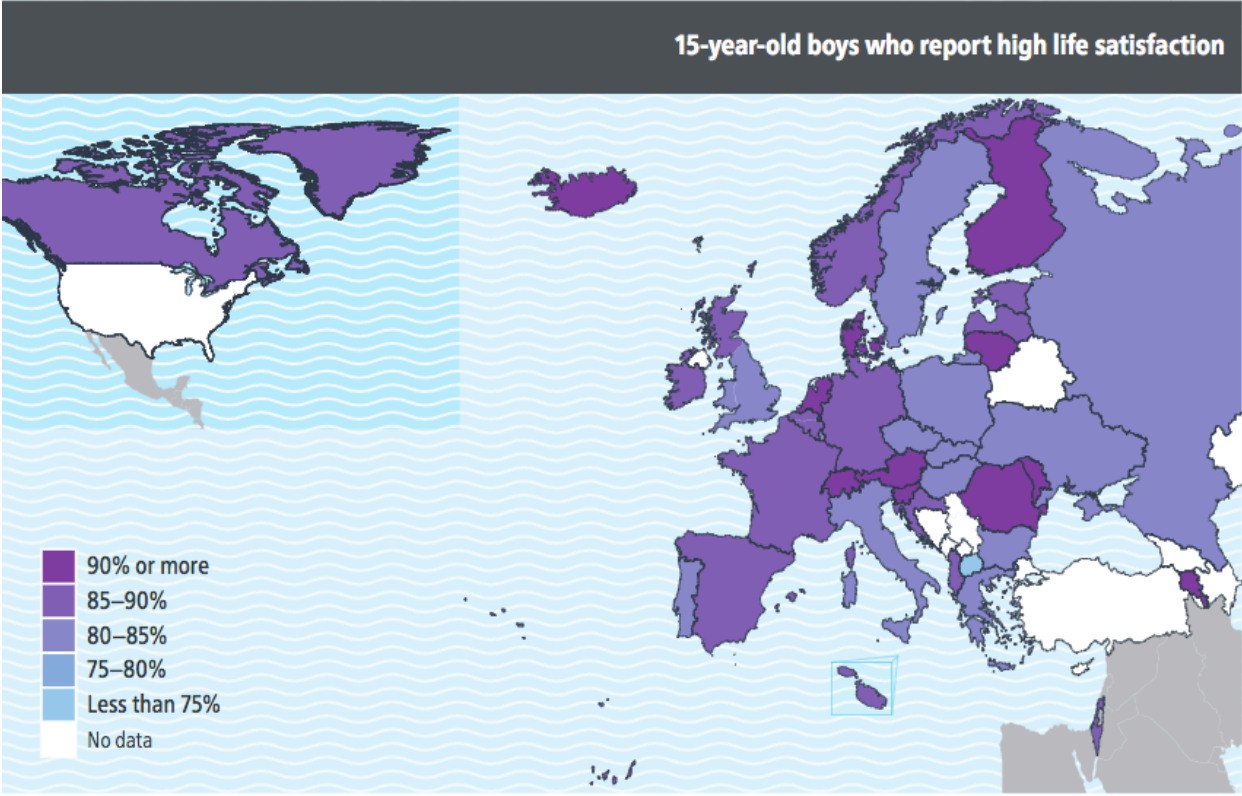 15-year-old boys who report high life satisfaction
90% or more
85–90%
80–85%
75–80%
Less than 75%
No data